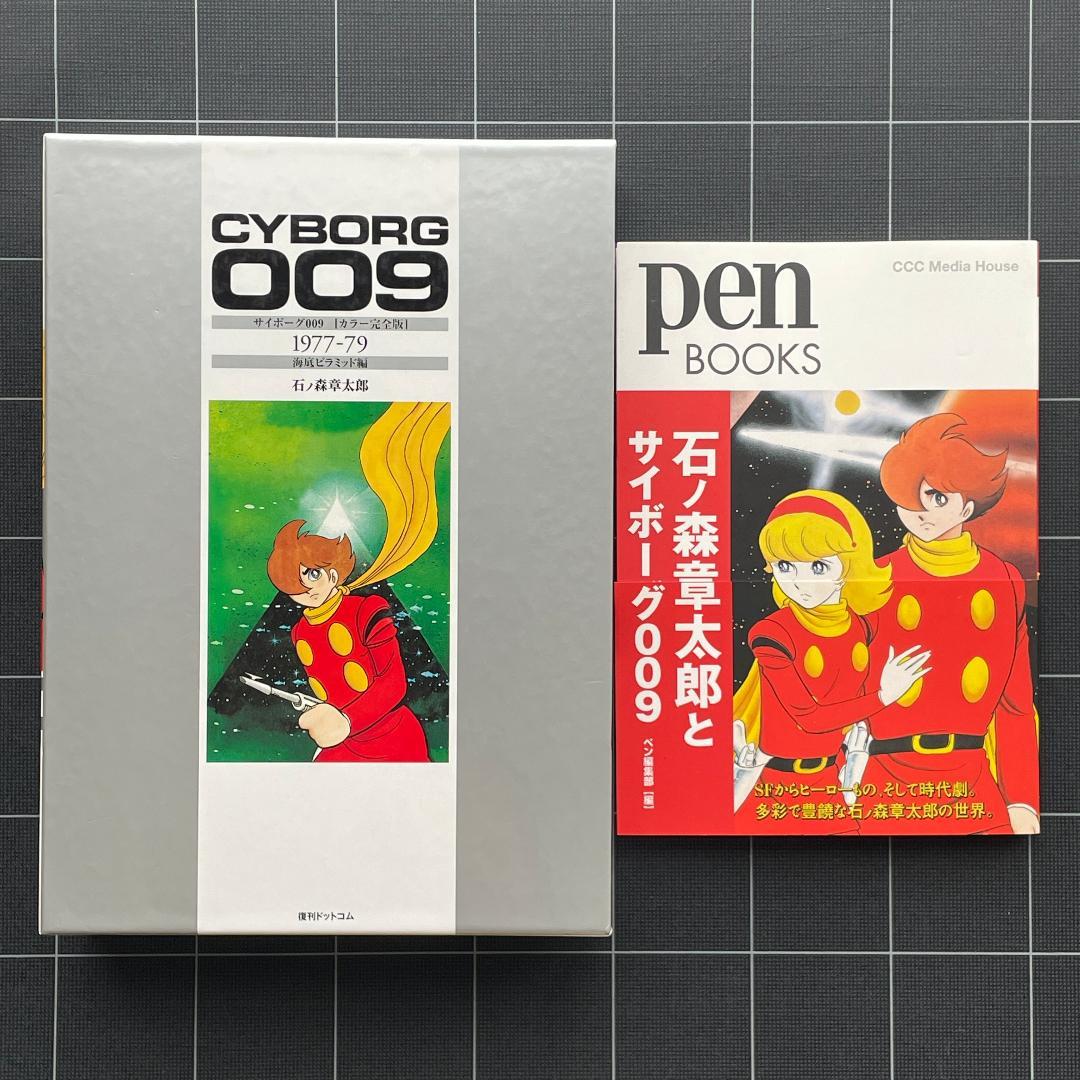 CYBORG
009
サイボーグ009 [カラー完全版]
1977-79
海底ピラミッド編
石ノ森章太郎
復刊ドットコム
pen
BOOKS
CCC Media House
石ノ森章太郎と
サイボーグ009
ペン編集部[編]
SFからヒーローもの、そして時代劇。
多彩で豊饒な石ノ森章太郎の世界。